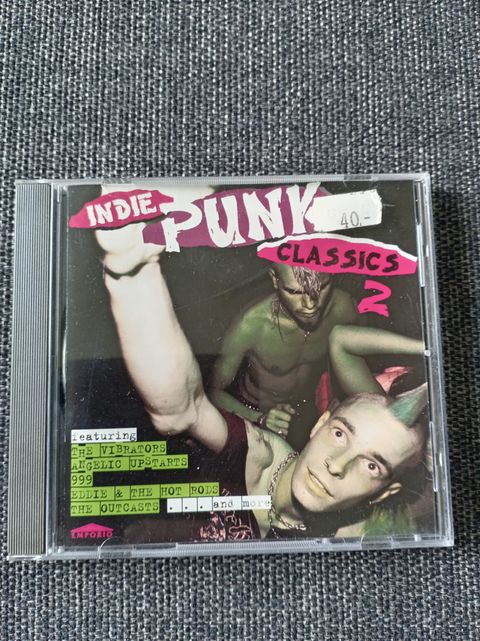 INDIE
PUNK
40.-
CLASSICS
2
featuring
THE VIBRATORS
ANGELIC UPSTARTS
999
EDDIE & THE HOT RODS
THE OUTCASTS . . . and more
EMPORIO